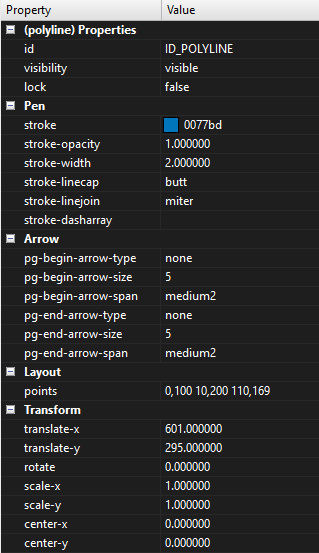 Property Value
(polyline) Properties
id ID_POLYLINE
visibility visible
lock false
Pen
stroke 0077bd
stroke-opacity 1.000000
stroke-width 2.000000
stroke-linecap butt
stroke-linejoin miter
stroke-dasharray
Arrow
pg-begin-arrow-type none
pg-begin-arrow-size 5
pg-begin-arrow-span medium2
pg-end-arrow-type none
pg-end-arrow-size 5
pg-end-arrow-span medium2
Layout
points 0,100 10,200 110,169
Transform
translate-x 601.000000
translate-y 295.000000
rotate 0.000000
scale-x 1.000000
scale-y 1.000000
center-x 0.000000
center-y 0.000000